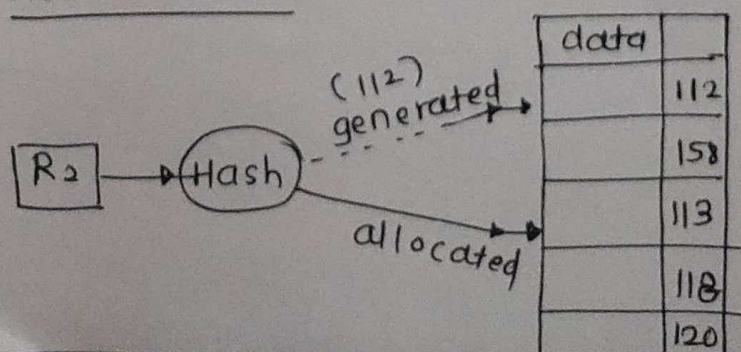 data
(112)
generated
112
R2
Hash
158
113
allocated
118
120